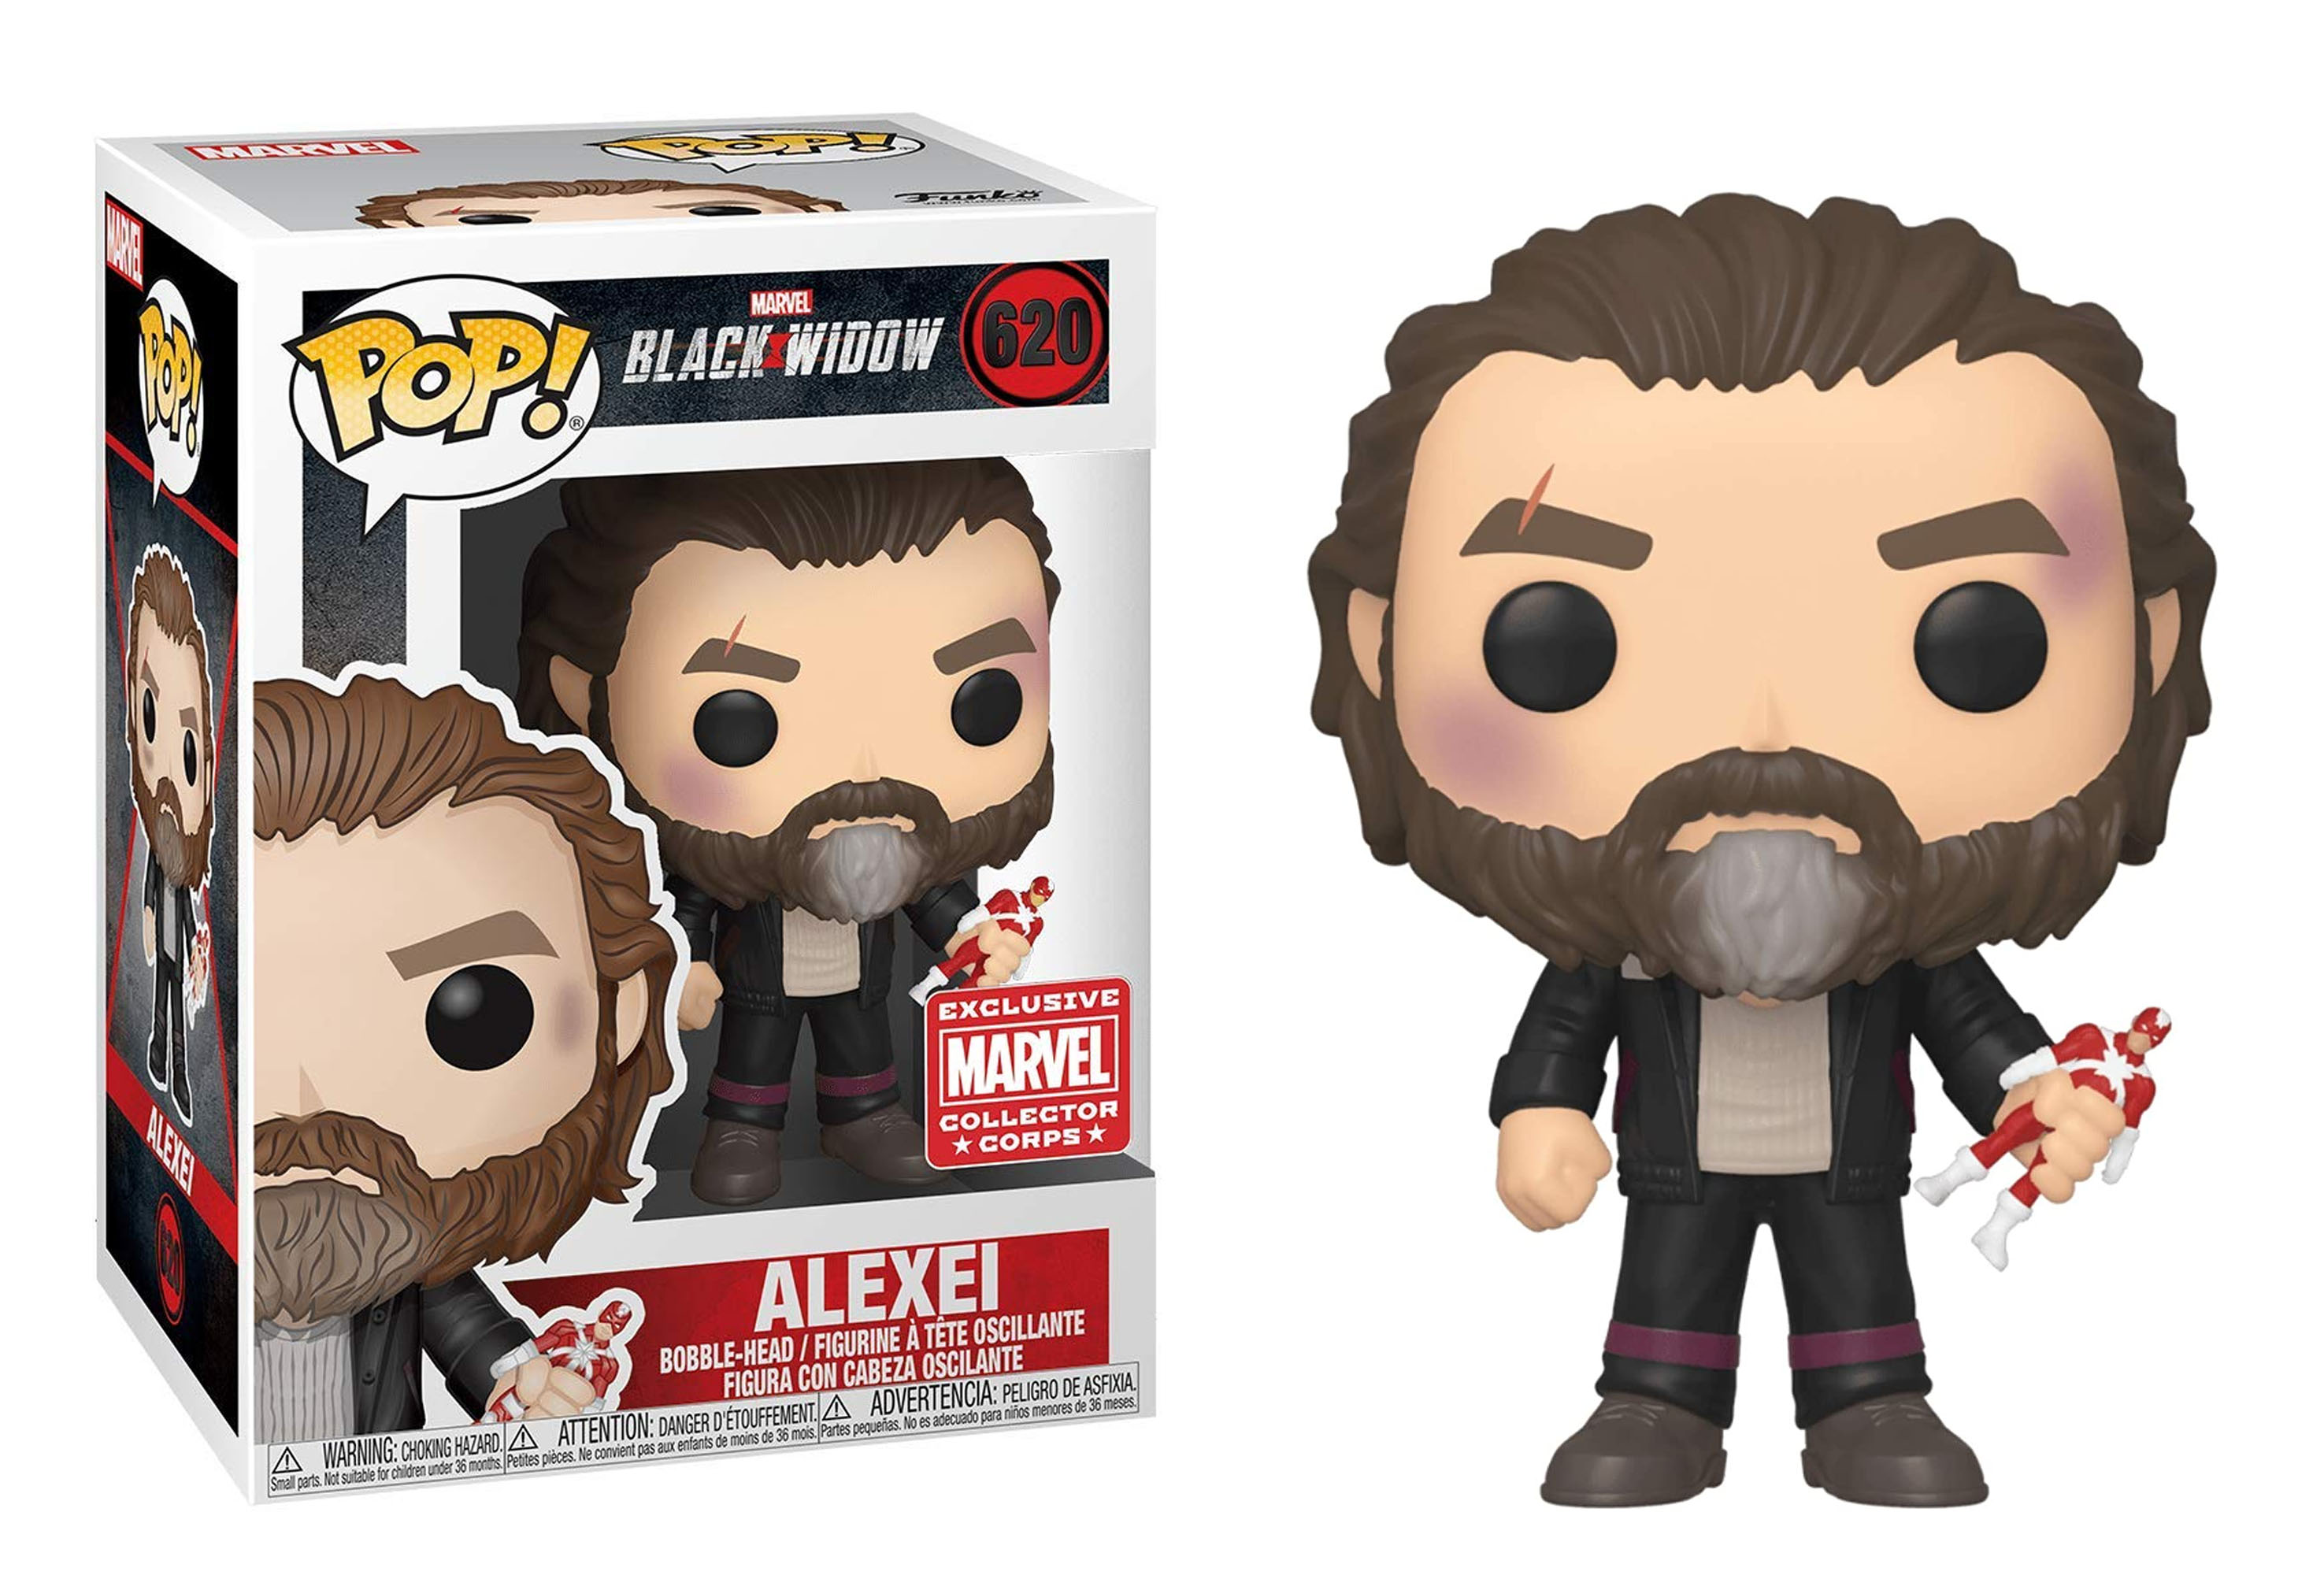 MARVEL
POP!
Funko
MARVEL
POP!
ALEXEI
620
POP!®
MARVEL
BLACK WIDOW
620
EXCLUSIVE
MARVEL
COLLECTOR
★ CORPS ★
ALEXEI
BOBBLE-HEAD / FIGURINE À TÊTE OSCILLANTE
FIGURA CON CABEZA OSCILANTE
WARNING: CHOKING HAZARD.
Small parts. Not suitable for children under 36 months.
ATTENTION: DANGER D'ÉTOUFFEMENT.
Petites pièces. Ne convient pas aux enfants de moins de 36 mois.
ADVERTENCIA: PELIGRO DE ASFIXIA.
Partes pequeñas. No es adecuado para niños menores de 36 meses.